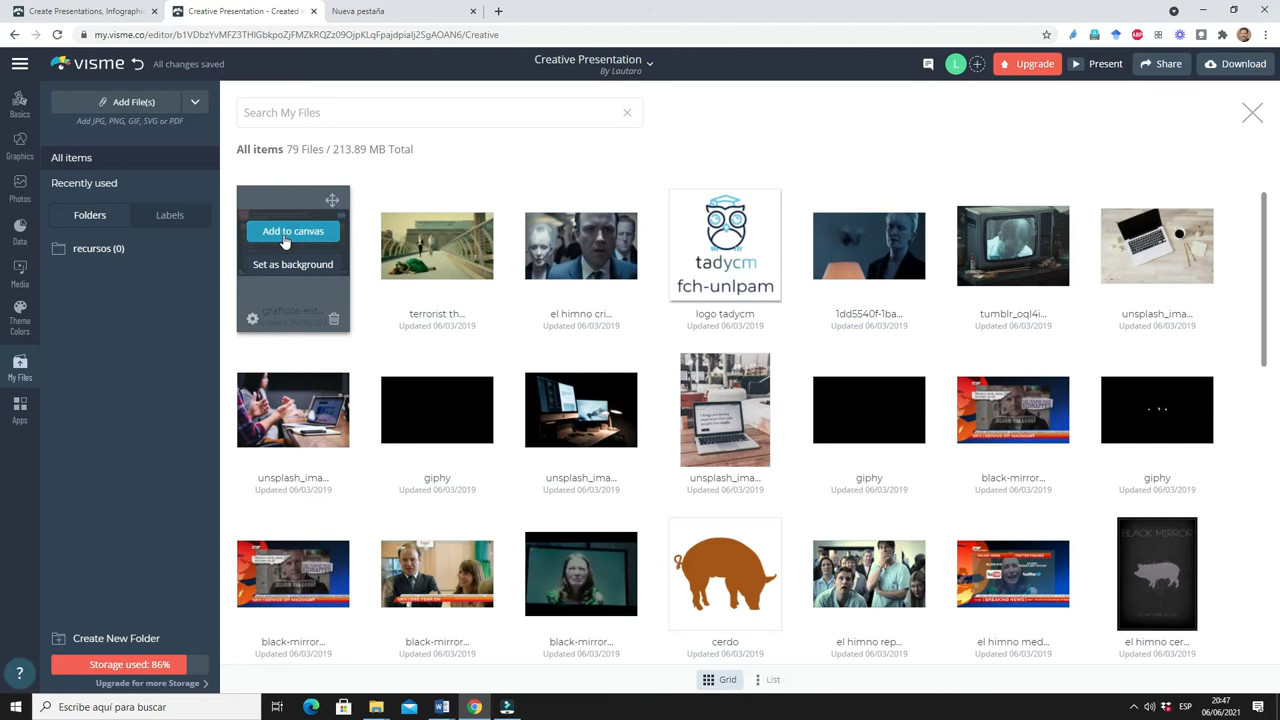 Create Presentations, Infographic
Creative Presentation - Created w
Nueva pestaña
my.visme.co/editor/b1VDbzYvMFZ3THlGbkpoZjFMZkRQZz09OjpKLqFpajdpialj2SgAOAN6/Creative
visme
All changes saved
Creative Presentation
By Lautaro
L
Upgrade
Present
Share
Download
Basics
Graphics
Photos
Data
Media
Theme
Colors
My Files
Apps
Add File(s)
Add JPG, PNG, GIF, SVG or PDF
All items
Recently used
Folders
Labels
recursos (0)
Create New Folder
Storage used: 86%
Upgrade for more Storage
?
Search My Files
All items 79 Files / 213.89 MB Total
Add to canvas
Set as background
graficos-est...
tadycm
fch-unlpam
terrorist th...
el himno cri...
logo tadycm
1dd5540f-1ba...
tumblr_oql4i...
unsplash_ima...
Updated 06/03/2019
Updated 06/03/2019
Updated 06/03/2019
Updated 06/03/2019
Updated 06/03/2019
Updated 06/03/2019
unsplash_ima...
giphy
unsplash_ima...
unsplash_ima...
giphy
black-mirror...
giphy
Updated 06/03/2019
Updated 06/03/2019
Updated 06/03/2019
Updated 06/03/2019
Updated 06/03/2019
Updated 06/03/2019
Updated 06/03/2019
BLACK MIRROR
BREAKING NEWS
black-mirror...
black-mirror...
black-mirror...
cerdo
el himno rep...
el himno med...
el himno cer...
Updated 06/03/2019
Updated 06/03/2019
Updated 06/03/2019
Updated 06/03/2019
Updated 06/03/2019
Updated 06/03/2019
Updated 06/03/2019
Grid
List
Escribe aquí para buscar
ESP
20:47
06/06/2021